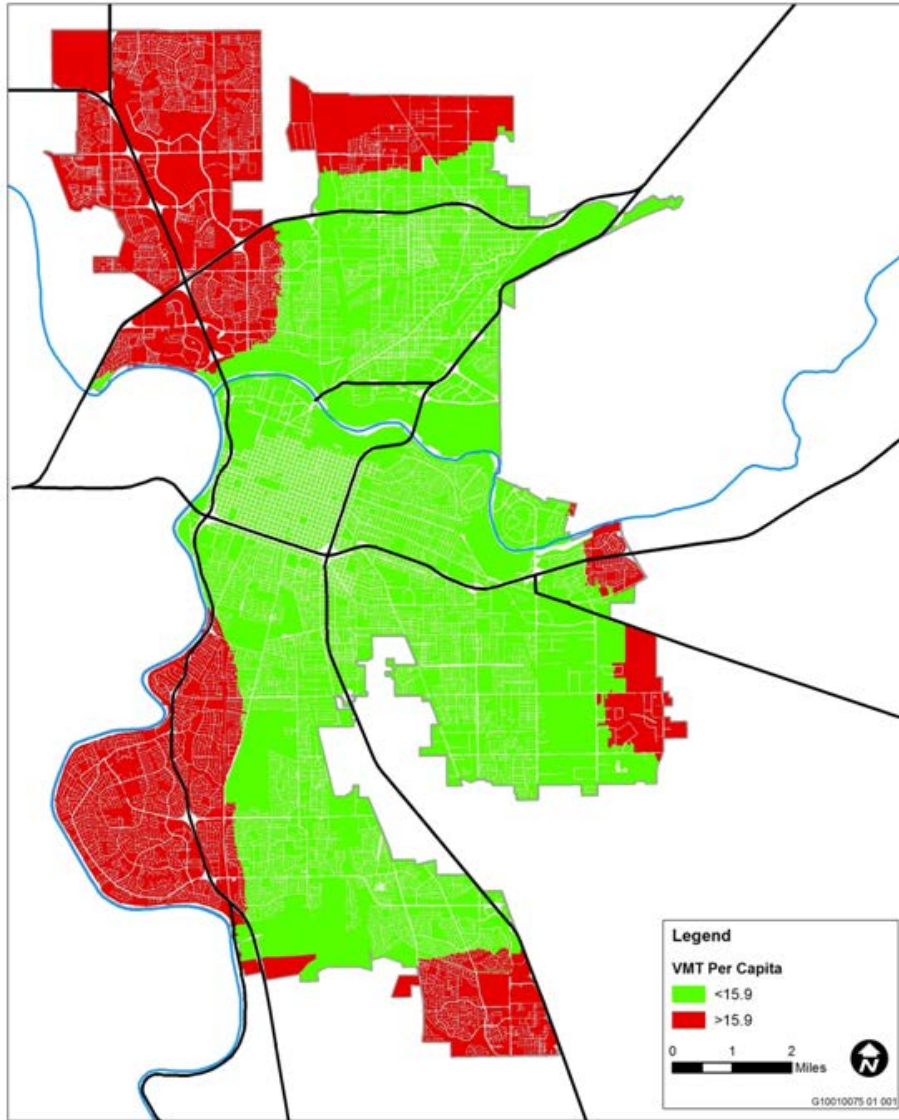 Legend
VMT Per Capita
<15.9
>15.9
0 1 2
Miles
N
G10010075 01 001